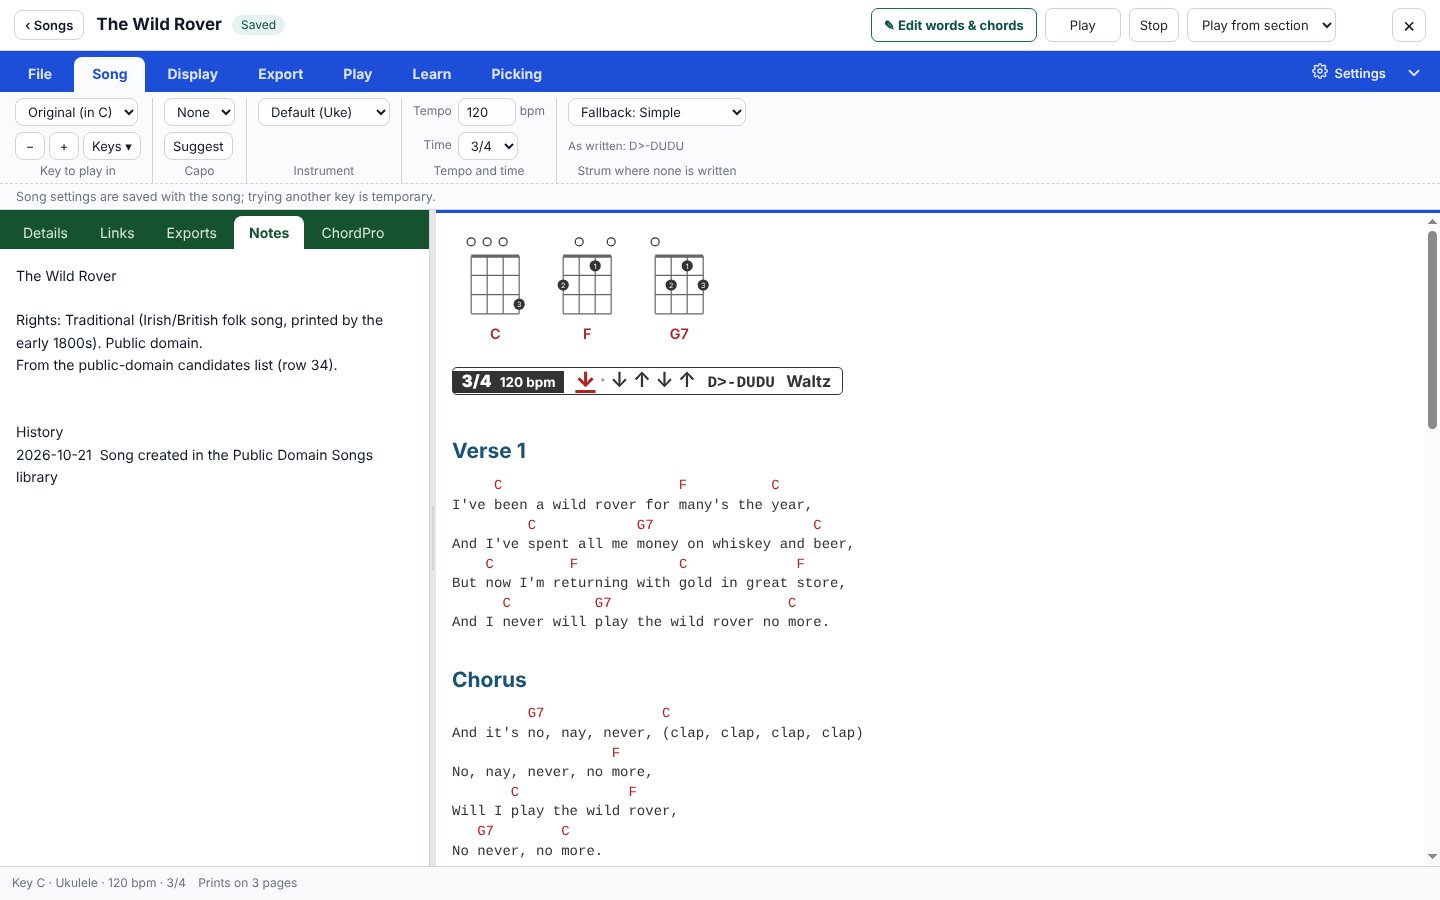 ‹ Songs The Wild Rover Saved ✎ Edit words & chords Play Stop Play from section ×
File Song Display Export Play Learn Picking Settings
Original (in C) None Default (Uke) Tempo 120 bpm Fallback: Simple
− + Keys ▾ Suggest Time 3/4 As written: D>-DUDU
Key to play in Capo Instrument Tempo and time Strum where none is written
Song settings are saved with the song; trying another key is temporary.
Details Links Exports Notes ChordPro
The Wild Rover
Rights: Traditional (Irish/British folk song, printed by the
early 1800s). Public domain.
From the public-domain candidates list (row 34).
History
2026-10-21 Song created in the Public Domain Songs
library
3 2 1 2 1 3
C F G7
3/4 120 bpm ↓ · ↓ ↑ ↓ ↑ D>-DUDU Waltz
Verse 1
C F C
I've been a wild rover for many's the year,
C G7 C
And I've spent all me money on whiskey and beer,
C F C F
But now I'm returning with gold in great store,
C G7 C
And I never will play the wild rover no more.
Chorus
G7 C
And it's no, nay, never, (clap, clap, clap, clap)
F
No, nay, never, no more,
C F
Will I play the wild rover,
G7 C
No never, no more.
Key C · Ukulele · 120 bpm · 3/4 Prints on 3 pages